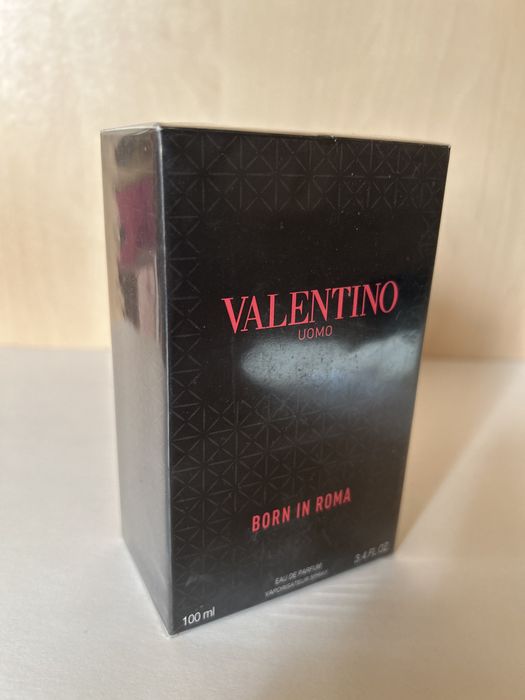 VALENTINO
UOMO
BORN IN ROMA
EAU DE PARFUM
VAPORISATEUR SPRAY
100 ml
3.4 FL.OZ